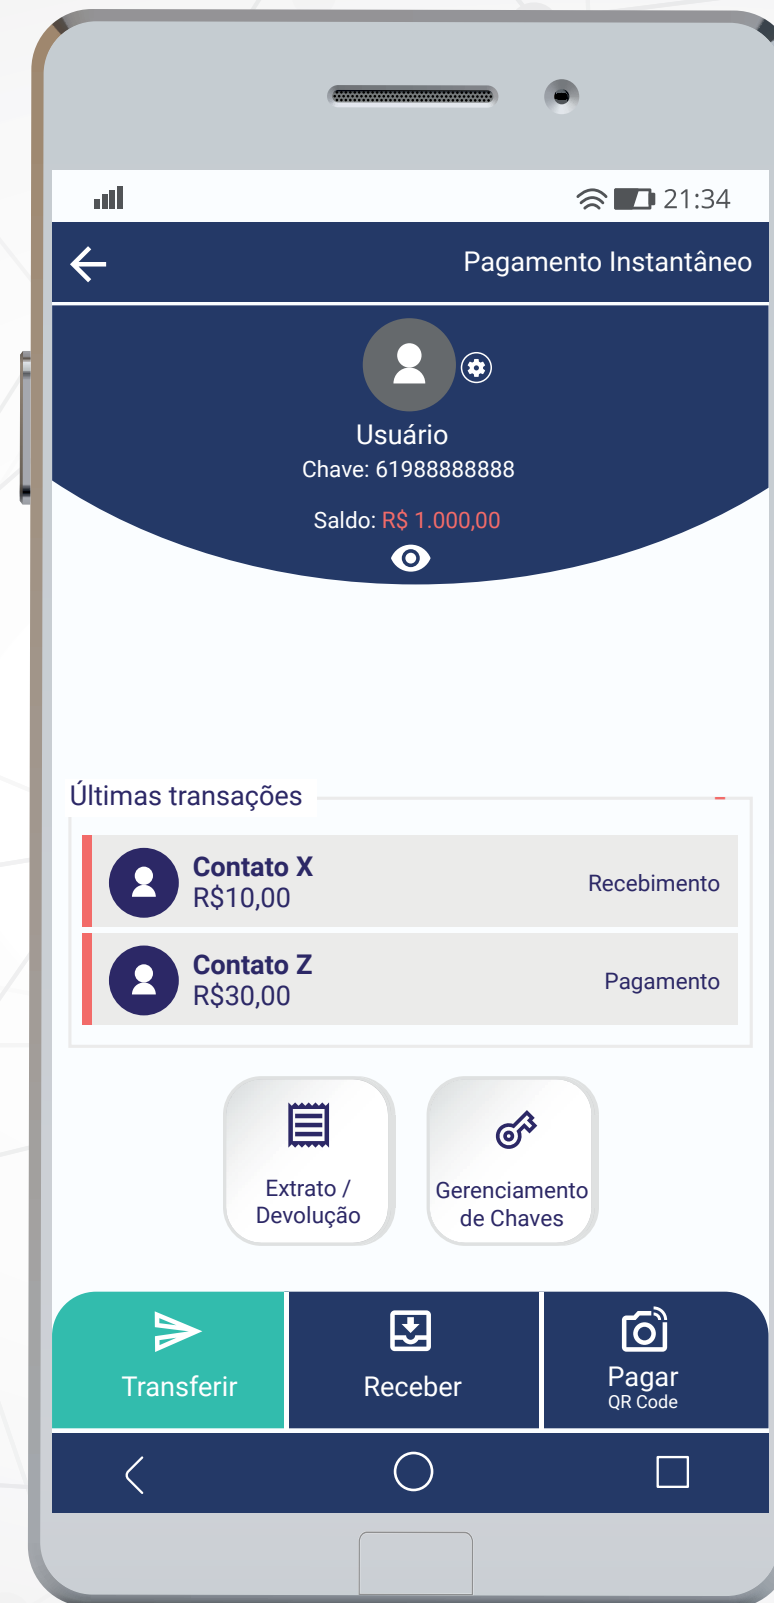 21:34
Pagamento Instantâneo
Usuário
Chave: 61988888888
Saldo: R$ 1.000,00
Últimas transações
Contato X
R$10,00
Recebimento
Contato Z
R$30,00
Pagamento
Extrato /
Devolução
Gerenciamento
de Chaves
Transferir
Receber
Pagar
QR Code